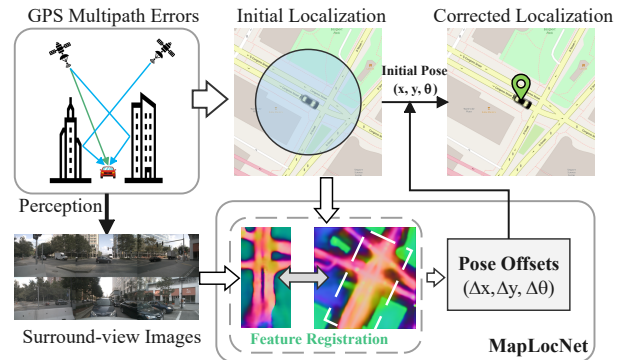 GPS Multipath Errors
Initial Localization
Corrected Localization
Initial Pose
(x, y, θ)
Perception
Surround-view Images
Feature Registration
Pose Offsets
(Δx, Δy, Δθ)
MapLocNet